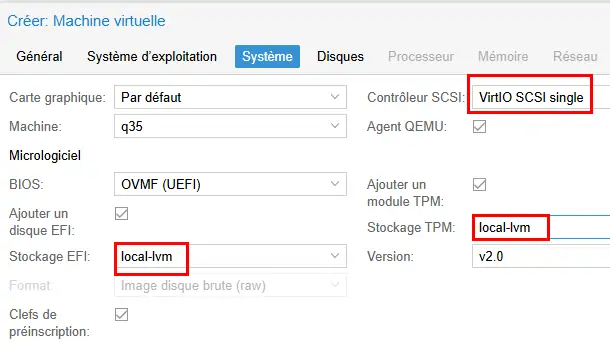 Créer: Machine virtuelle
Général Système d'exploitation Système Disques Processeur Mémoire Réseau
Carte graphique: Par défaut Contrôleur SCSI: VirtIO SCSI single
Machine: q35 Agent QEMU:
Micrologiciel
BIOS: OVMF (UEFI) Ajouter un module TPM:
Ajouter un disque EFI: Stockage TPM: local-lvm
Stockage EFI: local-lvm Version: v2.0
Format: Image disque brute (raw)
Clefs de
préinscription: